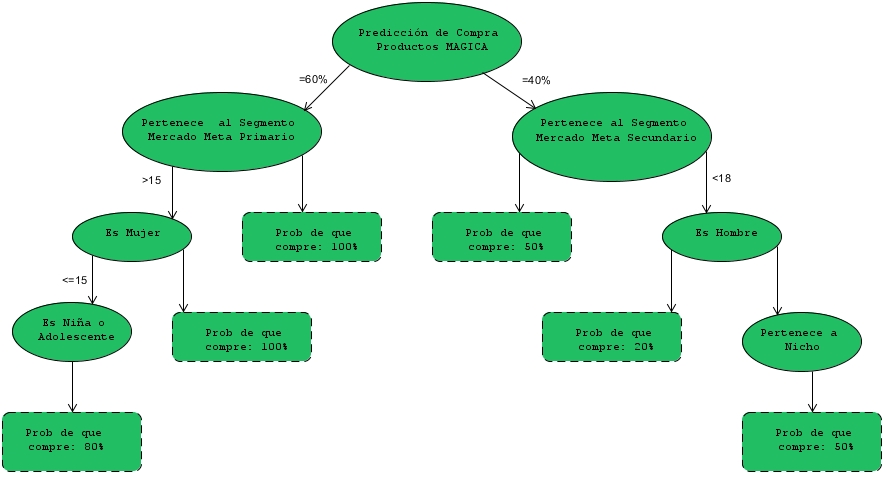 Predicción de Compra
Productos MAGICA
=60%
=40%
Pertenece al Segmento
Mercado Meta Primario
Pertenece al Segmento
Mercado Meta Secundario
>15
<18
Es Mujer
Prob de que
compre: 100%
Prob de que
compre: 50%
Es Hombre
<=15
Es Niña o
Adolescente
Prob de que
compre: 100%
Prob de que
compre: 20%
Pertenece a
Nicho
Prob de que
compre: 80%
Prob de que
compre: 50%